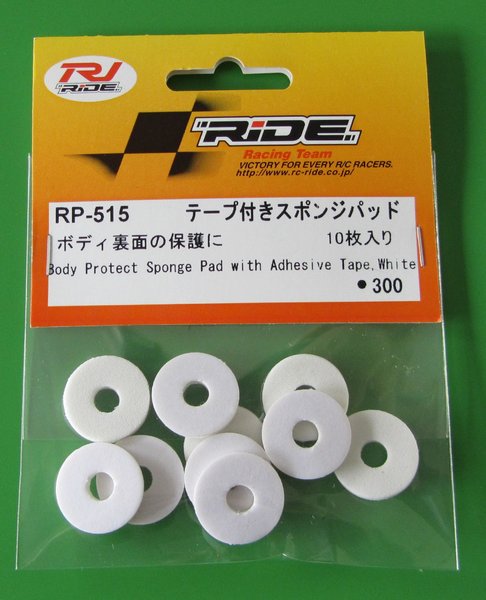 TRJ
RiDE
RiDE
Racing Team
VICTORY FOR EVERY R/C RACERS.
http://www.rc-ride.co.jp/
RP-515 テープ付きスポンジパッド
ボディ裏面の保護に 10枚入り
Body Protect Sponge Pad with Adhesive Tape,White
•300